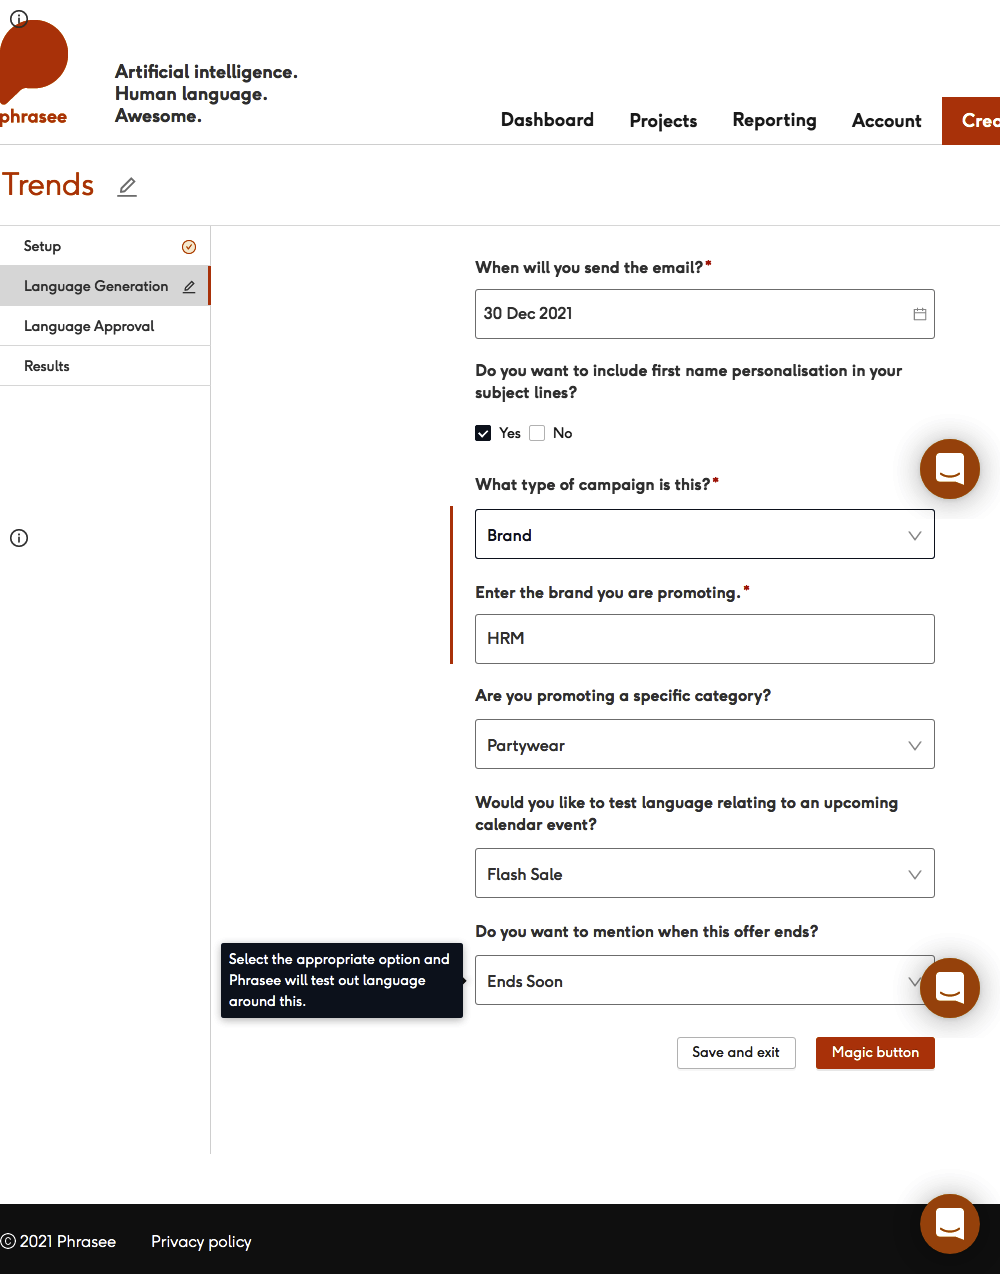 phrasee
Artificial intelligence.
Human language.
Awesome.
Dashboard Projects Reporting Account Crea
Trends
Setup
Language Generation
Language Approval
Results
When will you send the email?*
30 Dec 2021
Do you want to include first name personalisation in your
subject lines?
Yes No
What type of campaign is this?*
Brand
Enter the brand you are promoting.*
HRM
Are you promoting a specific category?
Partywear
Would you like to test language relating to an upcoming
calendar event?
Flash Sale
Do you want to mention when this offer ends?
Select the appropriate option and
Phrasee will test out language
around this.
Ends Soon
Save and exit Magic button
© 2021 Phrasee Privacy policy